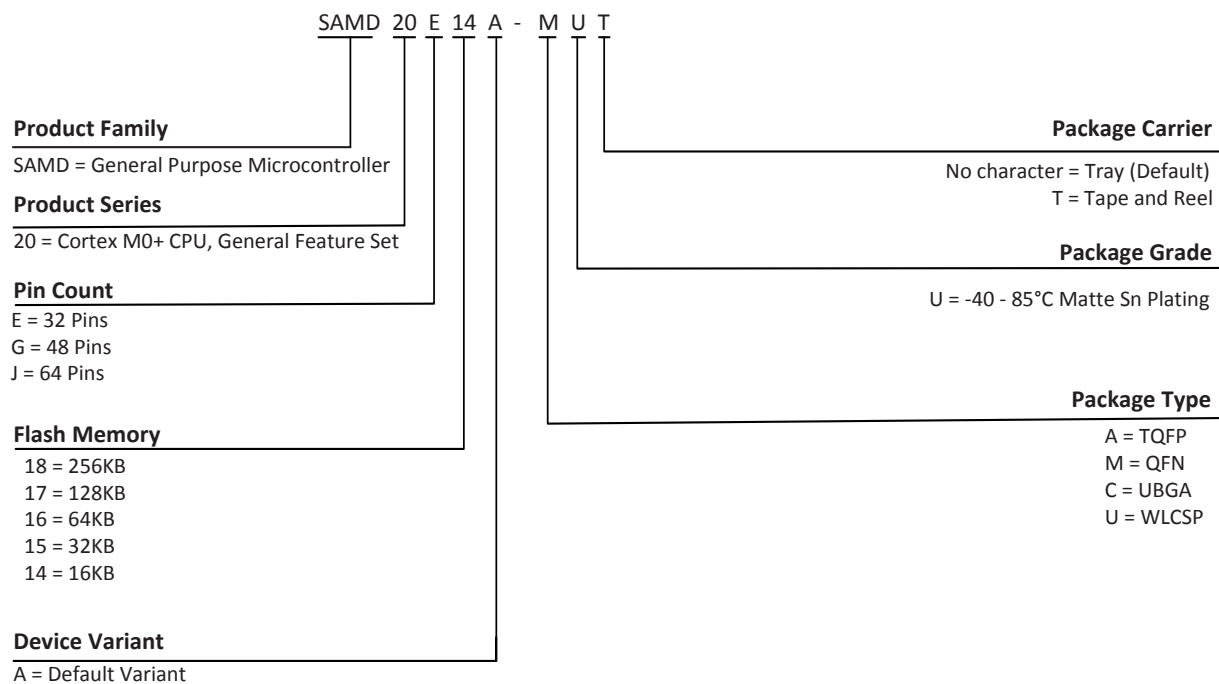 SAMD 20 E 14 A - M U T
Product Family
SAMD = General Purpose Microcontroller
Product Series
20 = Cortex M0+ CPU, General Feature Set
Pin Count
E = 32 Pins
G = 48 Pins
J = 64 Pins
Flash Memory
18 = 256KB
17 = 128KB
16 = 64KB
15 = 32KB
14 = 16KB
Device Variant
A = Default Variant
Package Carrier
No character = Tray (Default)
T = Tape and Reel
Package Grade
U = -40 - 85°C Matte Sn Plating
Package Type
A = TQFP
M = QFN
C = UBGA
U = WLCSP